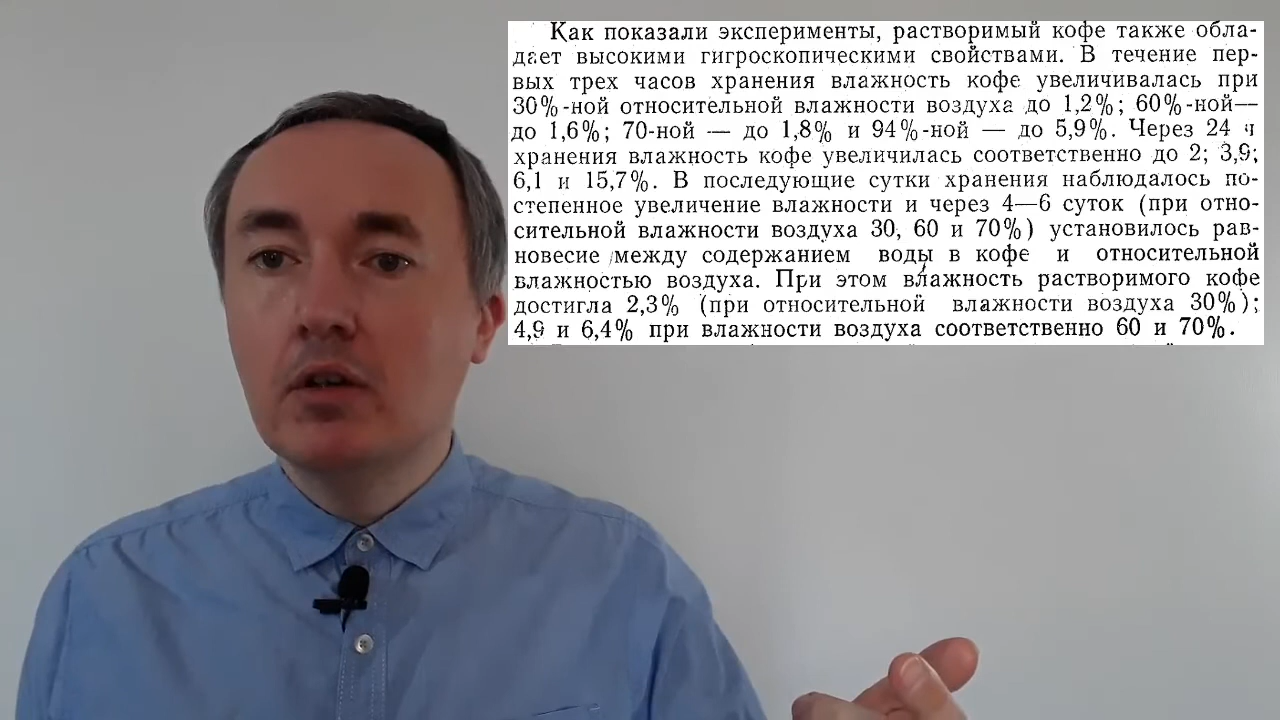 Как показали эксперименты, растворимый кофе также обла-
дает высокими гигроскопическими свойствами. В течение пер-
вых трех часов хранения влажность кофе увеличивалась при
30%-ной относительной влажности воздуха до 1,2%; 60%-ной—
до 1,6%; 70-ной — до 1,8% и 94%-ной — до 5,9%. Через 24 ч
хранения влажность кофе увеличилась соответственно до 2; 3,9;
6,1 и 15,7%. В последующие сутки хранения наблюдалось по-
степенное увеличение влажности и через 4—6 суток (при отно-
сительной влажности воздуха 30, 60 и 70%) установилось рав-
новесие между содержанием воды в кофе и относительной
влажностью воздуха. При этом влажность растворимого кофе
достигла 2,3% (при относительной влажности воздуха 30%);
4,9 и 6,4% при влажности воздуха соответственно 60 и 70%.